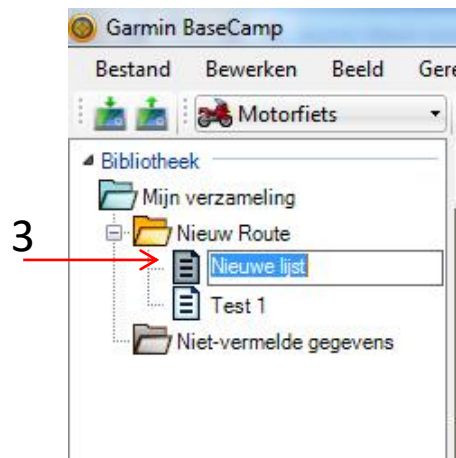 Garmin BaseCamp
Bestand Bewerken Beeld Gere
Motorfiets
Bibliotheek
Mijn verzameling
Nieuw Route
3 Nieuwe lijst
Test 1
Niet-vermelde gegevens